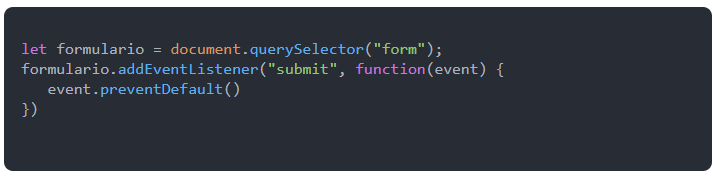 let formulario = document.querySelector("form");
formulario.addEventListener("submit", function(event) {
   event.preventDefault()
})